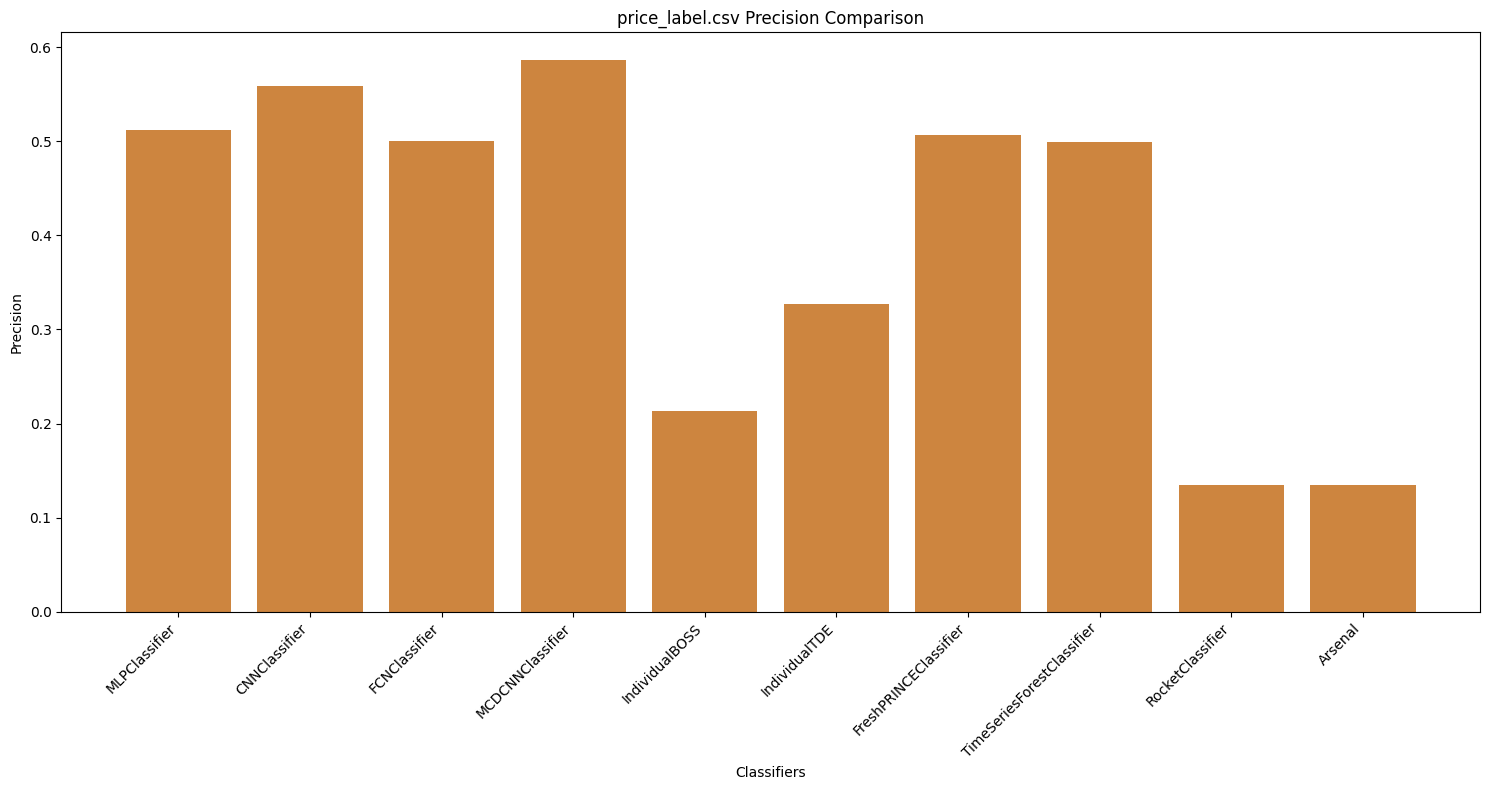 price_label.csv Precision Comparison
Precision
0.6
0.5
0.4
0.3
0.2
0.1
0.0
MLPClassifier
CNNClassifier
FCNClassifier
MCDCNNClassifier
IndividualBOSS
IndividualTDE
FreshPRINCEClassifier
TimeSeriesForestClassifier
RocketClassifier
Arsenal
Classifiers